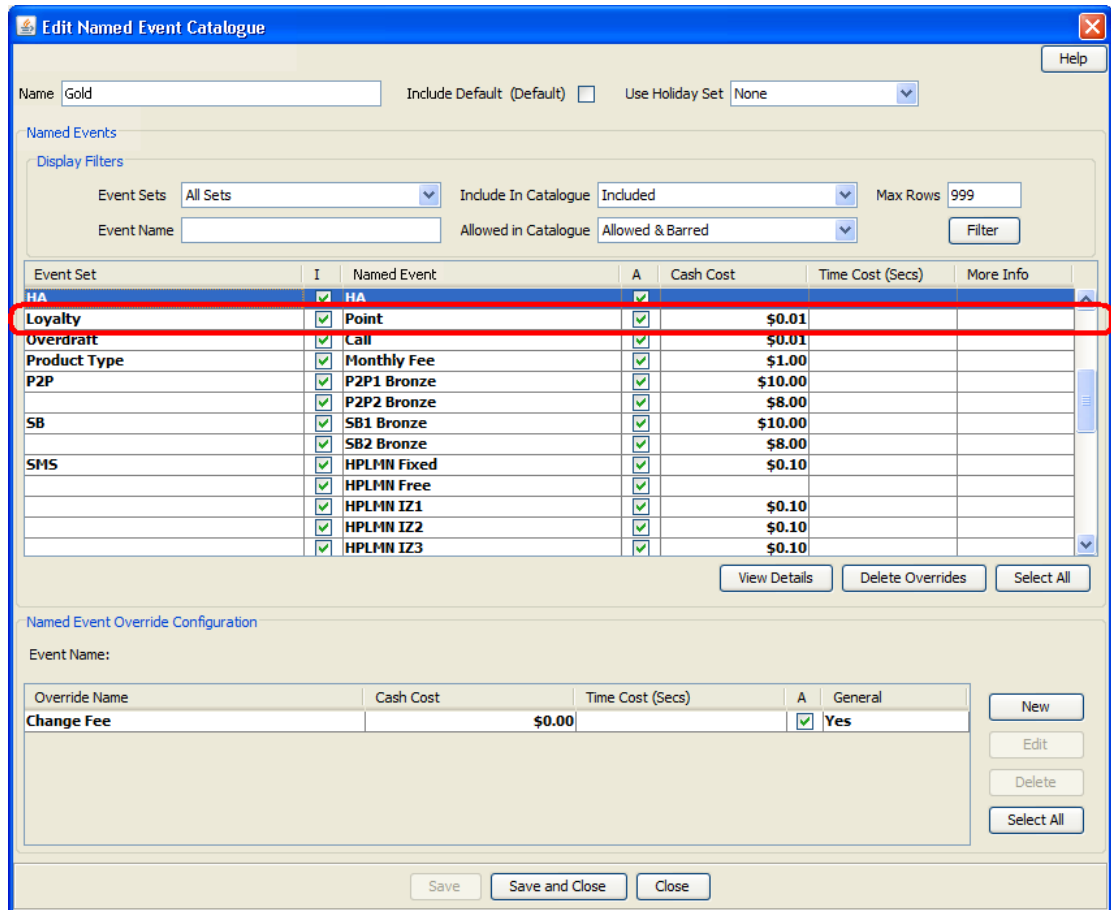 Edit Named Event Catalogue
Help
Name Gold Include Default (Default) Use Holiday Set None
Named Events
Display Filters
Event Sets All Sets Include In Catalogue Included Max Rows 999
Event Name Allowed in Catalogue Allowed & Barred Filter
Event Set I Named Event A Cash Cost Time Cost (Secs) More Info
HA HA
Loyalty Point $0.01
Overdraft Call $0.01
Product Type Monthly Fee $1.00
P2P P2P1 Bronze $10.00
P2P2 Bronze $8.00
SB SB1 Bronze $10.00
SB2 Bronze $8.00
SMS HPLMN Fixed $0.10
HPLMN Free
HPLMN IZ1 $0.10
HPLMN IZ2 $0.10
HPLMN IZ3 $0.10
View Details Delete Overrides Select All
Named Event Override Configuration
Event Name:
Override Name Cash Cost Time Cost (Secs) A General
Change Fee $0.00 Yes
New
Edit
Delete
Select All
Save Save and Close Close